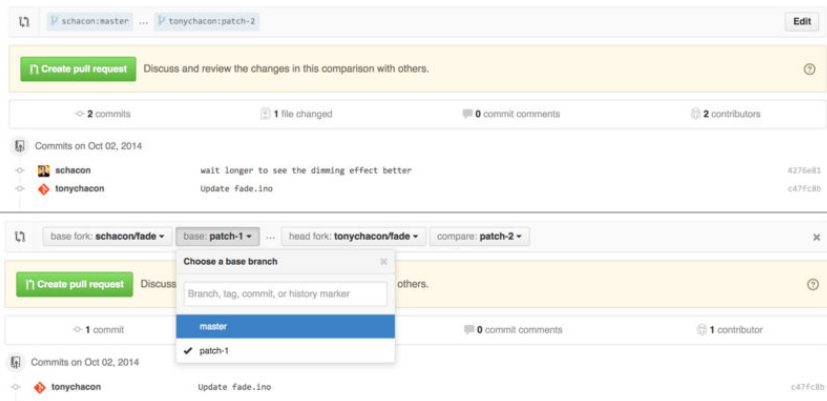 schacon:master ... tonychacon:patch-2 Edit
Create pull request Discuss and review the changes in this comparison with others.
2 commits 1 file changed 0 commit comments 2 contributors
Commits on Oct 02, 2014
schacon wait longer to see the dimming effect better 4276e81
tonychacon Update fade.ino c47fc8b
base fork: schacon/fade base: patch-1 ... head fork: tonychacon/fade compare: patch-2
Choose a base branch
Create pull request Discuss others.
Branch, tag, commit, or history marker
master
1 commit 0 commit comments 1 contributor
patch-1
Commits on Oct 02, 2014
tonychacon Update fade.ino c47fc8b